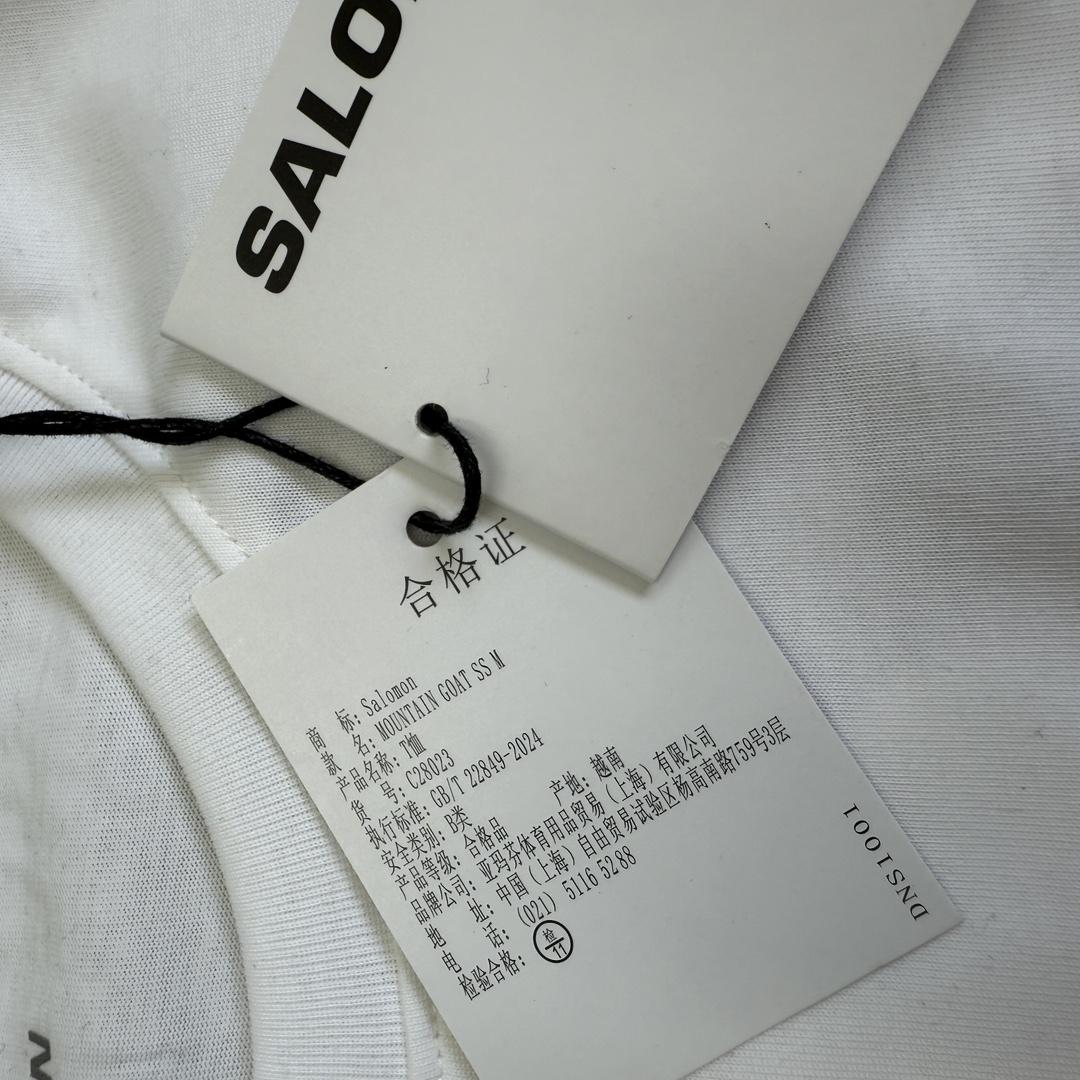 SALO
合格证
商 标：Salomon
款 名：MOUNTAIN GOAT SS M
产品名称：T恤
货 号：C28023
执行标准：GB/T 22849-2024
安全类别：B类 产地：越南
产品等级：合格品
品牌公司：亚玛芬体育用品贸易（上海）有限公司
地 址：中国（上海）自由贸易试验区杨高南路759号3层
电 话：(021) 5116 5288
检验合格：检 11
DNS1001